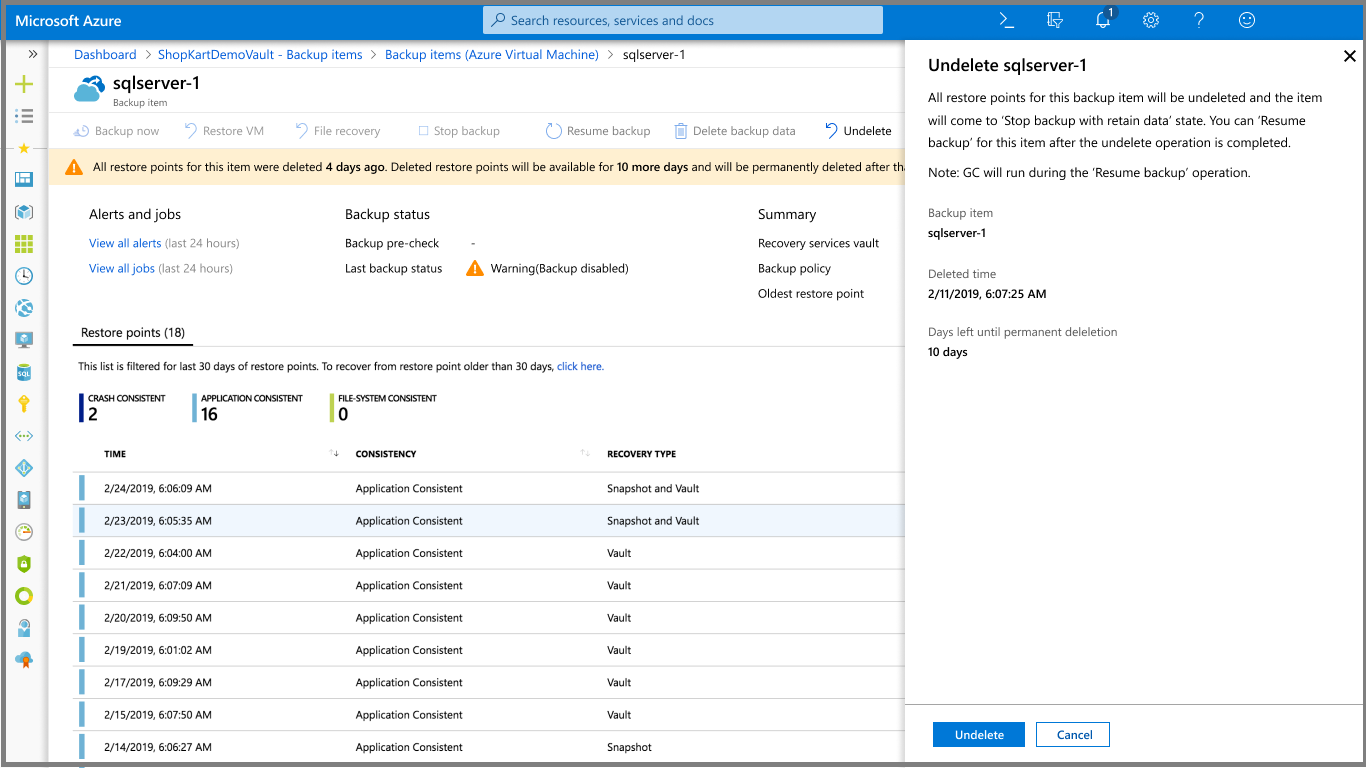 Microsoft Azure
Search resources, services and docs
1
Dashboard > ShopKartDemoVault - Backup items > Backup items (Azure Virtual Machine) > sqlserver-1
sqlserver-1
Backup item
Backup now
Restore VM
File recovery
Stop backup
Resume backup
Delete backup data
Undelete
All restore points for this item were deleted 4 days ago. Deleted restore points will be available for 10 more days and will be permanently deleted after
Alerts and jobs
View all alerts (last 24 hours)
View all jobs (last 24 hours)
Backup status
Backup pre-check -
Last backup status Warning(Backup disabled)
Summary
Recovery services vault
Backup policy
Oldest restore point
Restore points (18)
This list is filtered for last 30 days of restore points. To recover from restore point older than 30 days, click here.
CRASH CONSISTENT
2
APPLICATION CONSISTENT
16
FILE-SYSTEM CONSISTENT
0
TIME CONSISTENCY RECOVERY TYPE
2/24/2019, 6:06:09 AM Application Consistent Snapshot and Vault
2/23/2019, 6:05:35 AM Application Consistent Snapshot and Vault
2/22/2019, 6:04:00 AM Application Consistent Vault
2/21/2019, 6:07:09 AM Application Consistent Vault
2/20/2019, 6:09:50 AM Application Consistent Vault
2/19/2019, 6:01:02 AM Application Consistent Vault
2/17/2019, 6:09:29 AM Application Consistent Vault
2/15/2019, 6:07:50 AM Application Consistent Vault
2/14/2019, 6:06:27 AM Application Consistent Snapshot
SQL
Undelete sqlserver-1
All restore points for this backup item will be undeleted and the item
will come to ‘Stop backup with retain data’ state. You can ‘Resume
backup’ for this item after the undelete operation is completed.
Note: GC will run during the ‘Resume backup’ operation.
Backup item
sqlserver-1
Deleted time
2/11/2019, 6:07:25 AM
Days left until permanent deleletion
10 days
Undelete
Cancel